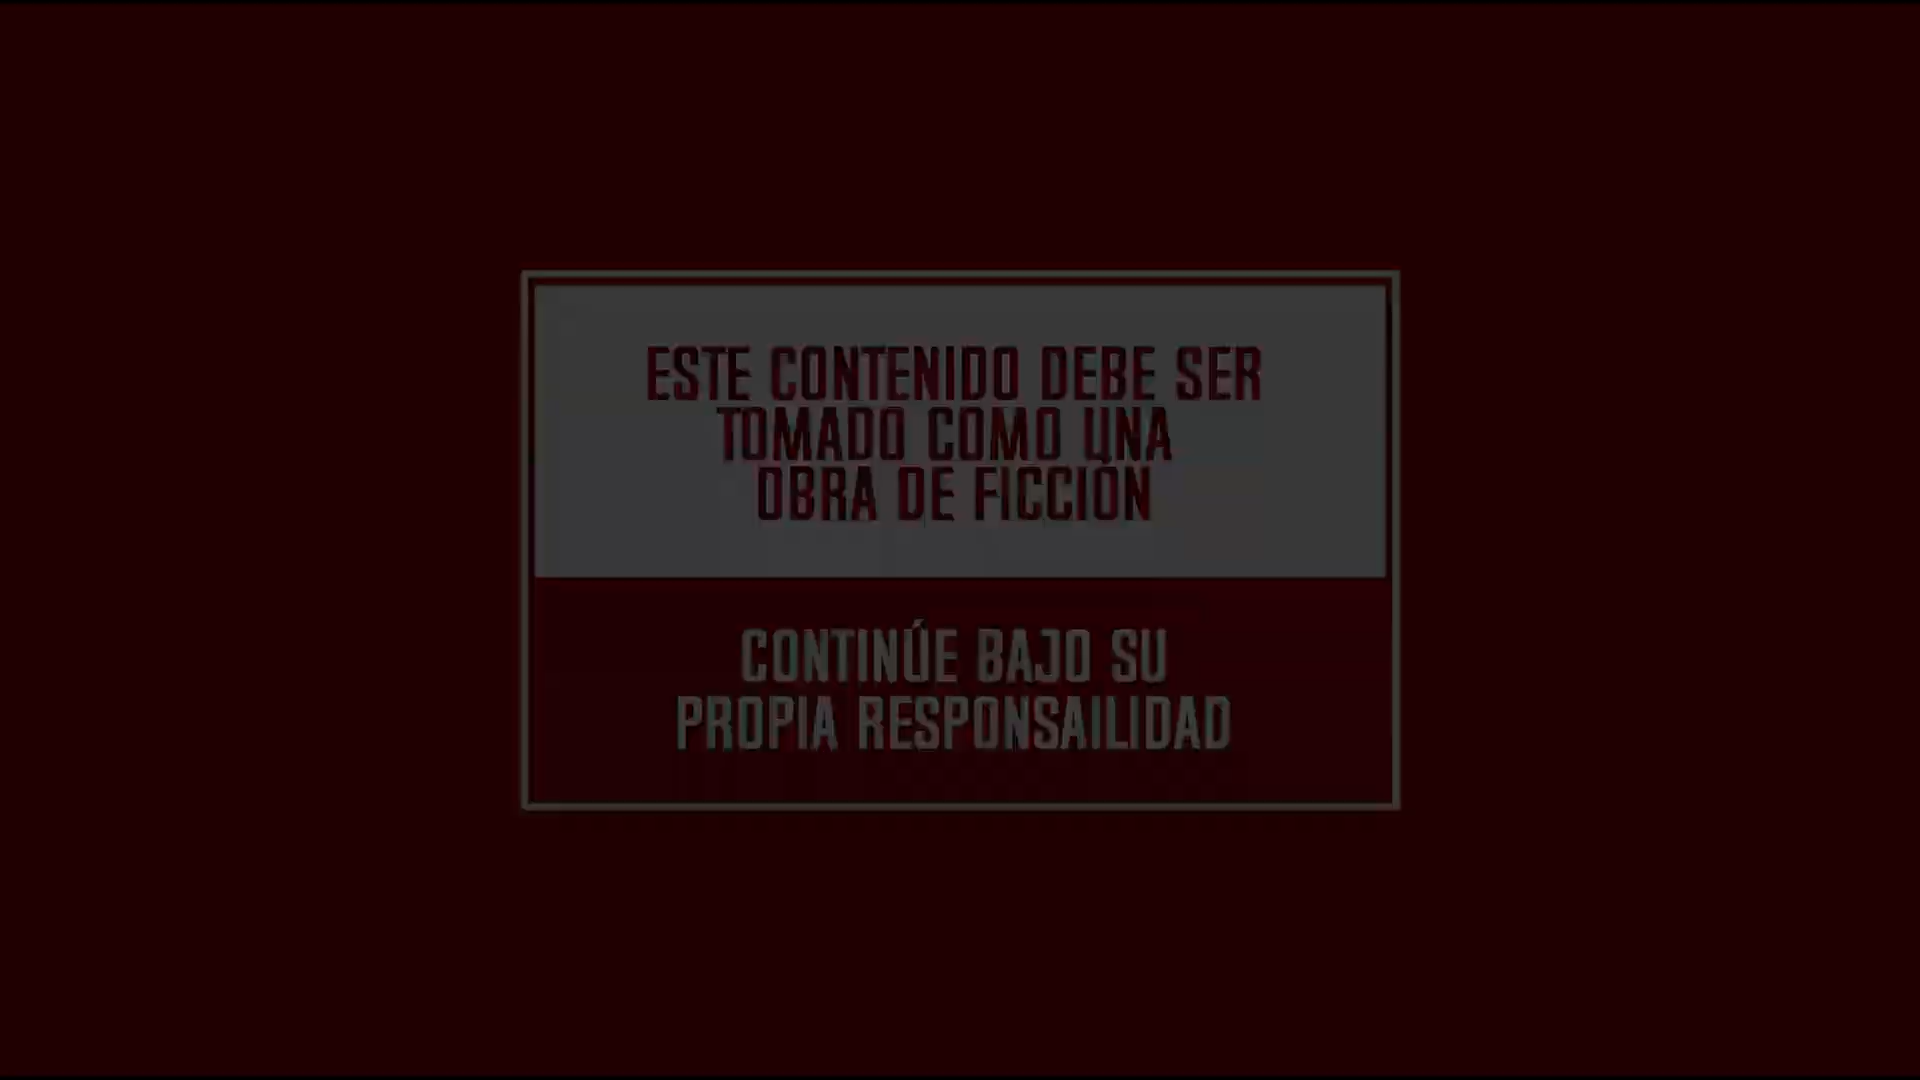 ESTE CONTENIDO DEBE SER
TOMADO COMO UNA
OBRA DE FICCIÓN
CONTINÚE BAJO SU
PROPIA RESPONSAILIDAD